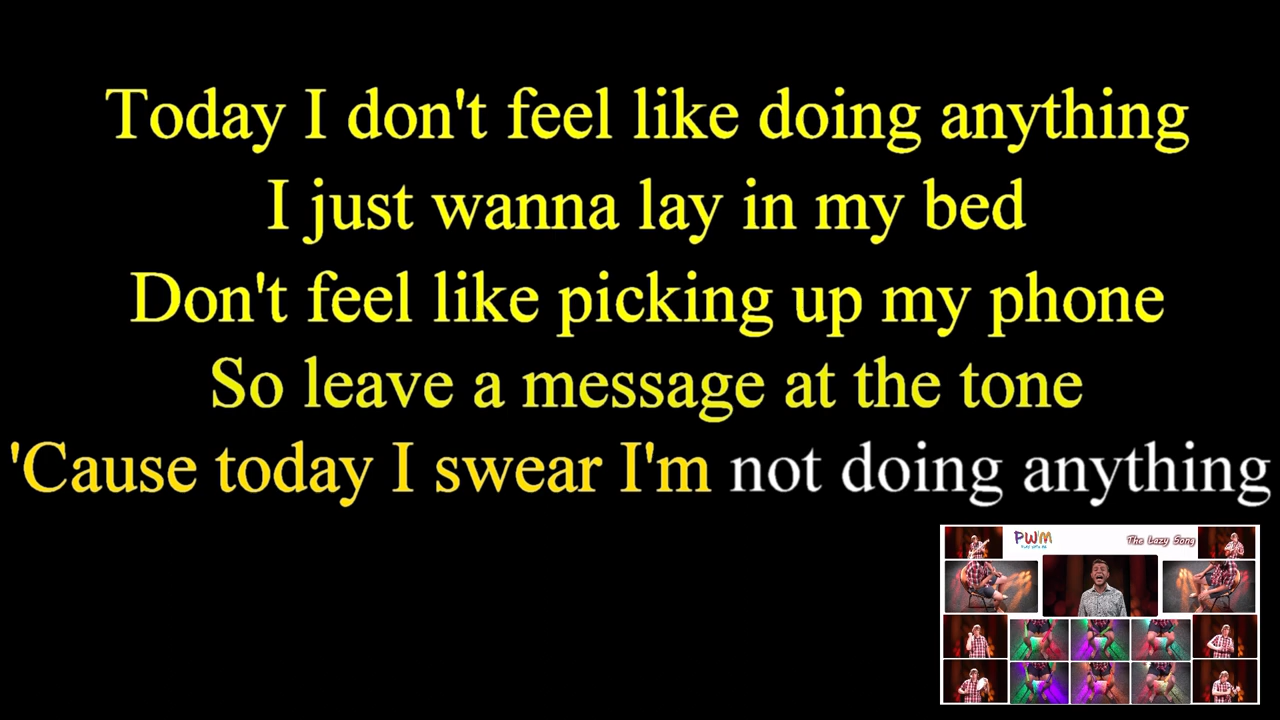 Today I don't feel like doing anything
I just wanna lay in my bed
Don't feel like picking up my phone
So leave a message at the tone
'Cause today I swear I'm not doing anything
PWM
PLAY WITH ME
The Lazy Song